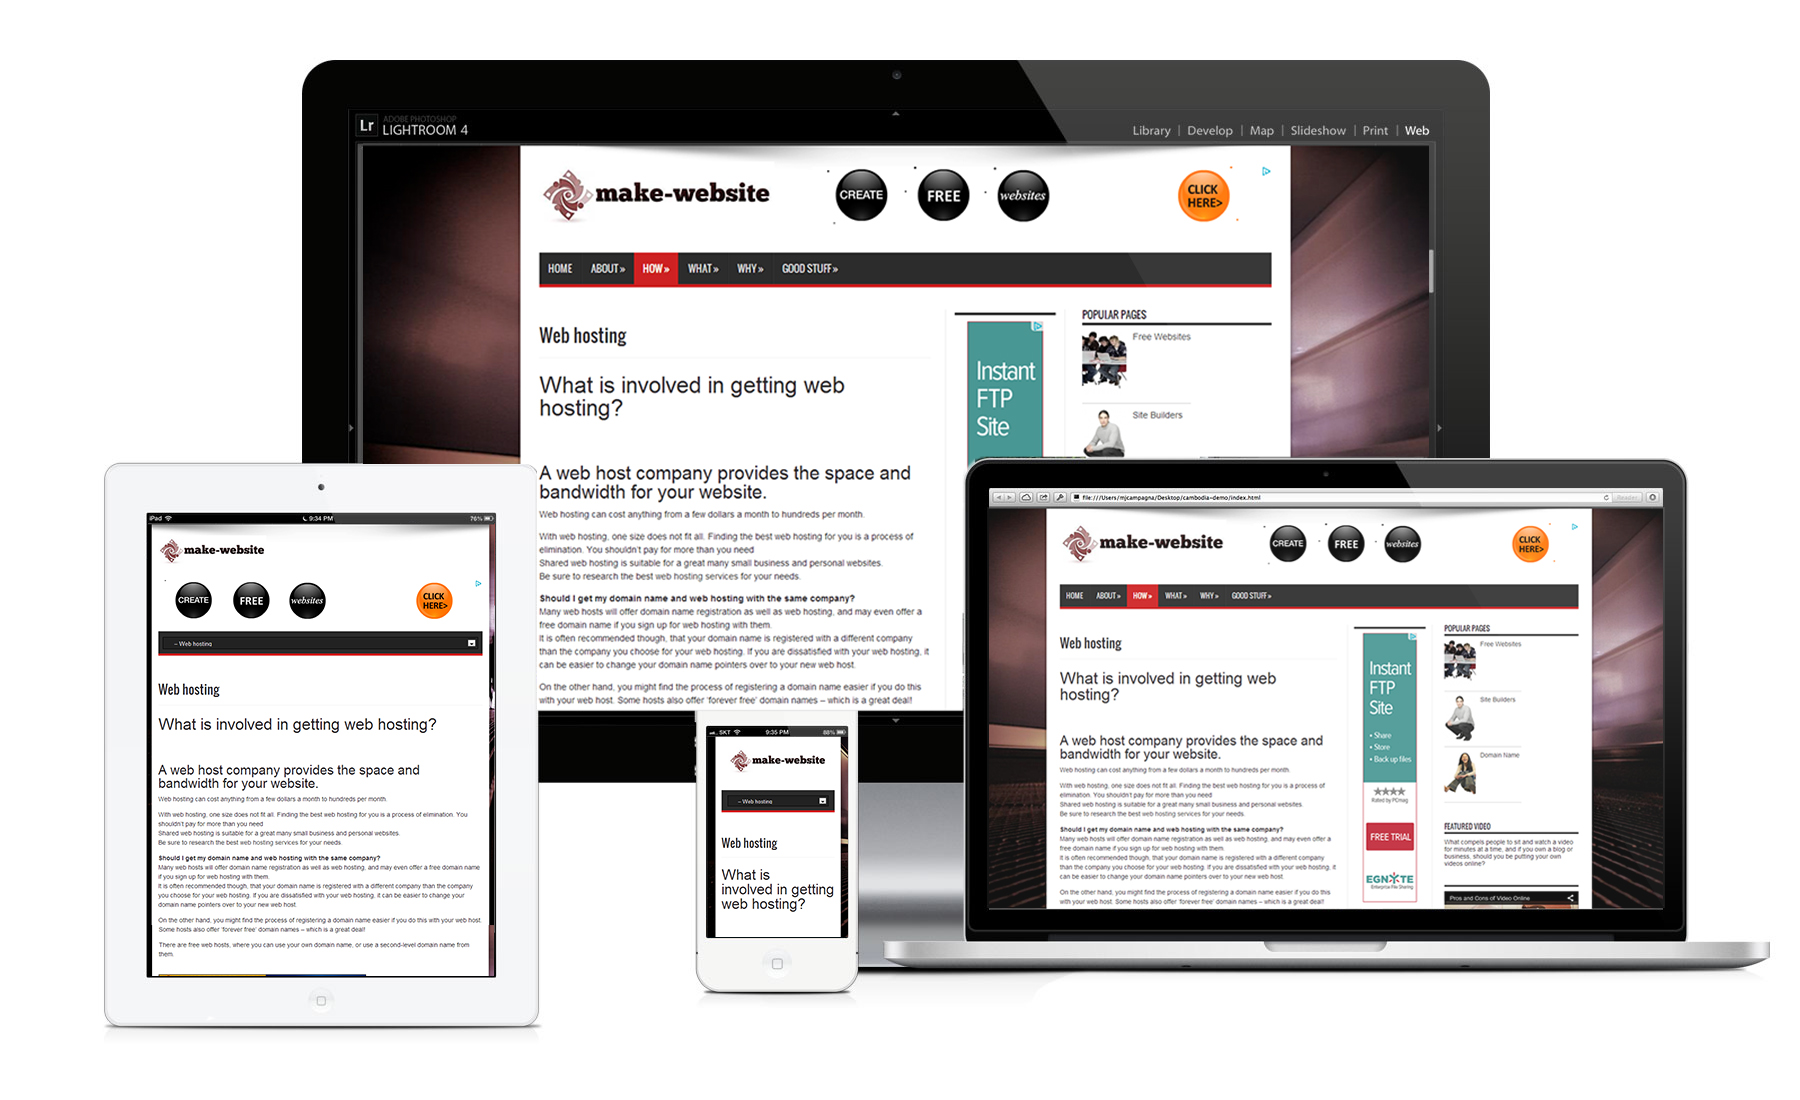 Lr ADOBE PHOTOSHOP
LIGHTROOM 4
Library | Develop | Map | Slideshow | Print | Web
make-website
CREATE
FREE
websites
CLICK
HERE>
HOME ABOUT » HOW » WHAT » WHY » GOOD STUFF »
Web hosting
What is involved in getting web
hosting?
A web host company provides the space and
bandwidth for your website.
Web hosting can cost anything from a few dollars a month to hundreds per month.
With web hosting, one size does not fit all. Finding the best web hosting for you is a process of
elimination. You shouldn't pay for more than you need
Shared web hosting is suitable for a great many small business and personal websites.
Be sure to research the best web hosting services for your needs.
Should I get my domain name and web hosting with the same company?
Many web hosts will offer domain name registration as well as web hosting, and may even offer a
free domain name if you sign up for web hosting with them.
It is often recommended though, that your domain name is registered with a different company
than the company you choose for your web hosting. If you are dissatisfied with your web hosting, it
can be easier to change your domain name pointers over to your new web host.
On the other hand, you might find the process of registering a domain name easier if you do this
with your web host. Some hosts also offer 'forever free' domain names – which is a great deal!
Instant
FTP
Site
POPULAR PAGES
Free Websites
Site Builders
iPad 9:34 PM 76%
make-website
CREATE
FREE
websites
CLICK
HERE>
– Web hosting
Web hosting
What is involved in getting web hosting?
A web host company provides the space and
bandwidth for your website.
Web hosting can cost anything from a few dollars a month to hundreds per month.
With web hosting, one size does not fit all. Finding the best web hosting for you is a process of elimination. You
shouldn't pay for more than you need
Shared web hosting is suitable for a great many small business and personal websites.
Be sure to research the best web hosting services for your needs.
Should I get my domain name and web hosting with the same company?
Many web hosts will offer domain name registration as well as web hosting, and may even offer a free domain name
if you sign up for web hosting with them.
It is often recommended though, that your domain name is registered with a different company than the company
you choose for your web hosting. If you are dissatisfied with your web hosting, it can be easier to change your
domain name pointers over to your new web host.
On the other hand, you might find the process of registering a domain name easier if you do this with your web host.
Some hosts also offer 'forever free' domain names – which is a great deal!
There are free web hosts, where you can use your own domain name, or use a second-level domain name from
them.
SKT 9:35 PM 88%
make-website
– Web hosting
Web hosting
What is
involved in getting
web hosting?
file:///Users/mjcampagna/Desktop/cambodia-demo/index.html
Reader
make-website
CREATE
FREE
websites
CLICK
HERE>
HOME ABOUT » HOW » WHAT » WHY » GOOD STUFF »
Web hosting
What is involved in getting web
hosting?
A web host company provides the space and
bandwidth for your website.
Web hosting can cost anything from a few dollars a month to hundreds per month.
With web hosting, one size does not fit all. Finding the best web hosting for you is a process of
elimination. You shouldn't pay for more than you need
Shared web hosting is suitable for a great many small business and personal websites.
Be sure to research the best web hosting services for your needs.
Should I get my domain name and web hosting with the same company?
Many web hosts will offer domain name registration as well as web hosting, and may even offer a
free domain name if you sign up for web hosting with them.
It is often recommended though, that your domain name is registered with a different company
than the company you choose for your web hosting. If you are dissatisfied with your web hosting, it
can be easier to change your domain name pointers over to your new web host.
On the other hand, you might find the process of registering a domain name easier if you do this
with your web host. Some hosts also offer 'forever free' domain names – which is a great deal!
Instant
FTP
Site
• Share
• Store
• Back up files
Rated by PCmag
FREE TRIAL
EGNYTE
Enterprise File Sharing
POPULAR PAGES
Free Websites
Site Builders
Domain Name
FEATURED VIDEO
What compels people to sit and watch a video
for minutes at a time, and if you own a blog or
business, should you be putting your own
videos online?
Pros and Cons of Video Online